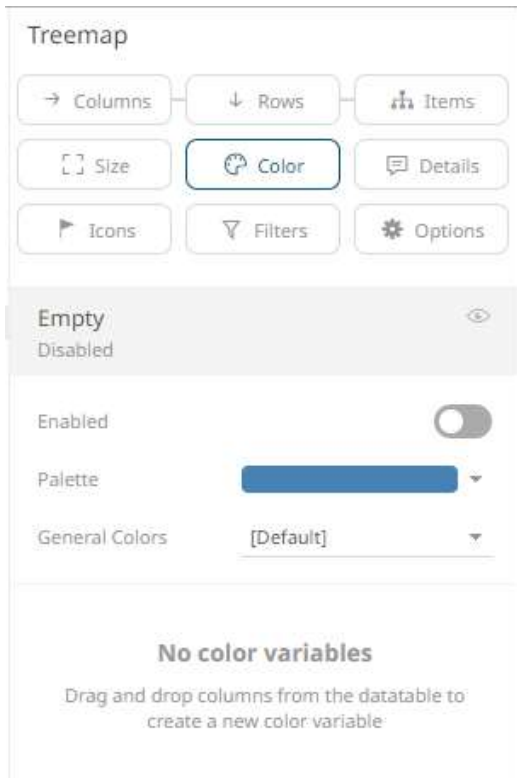 Treemap
Columns
Rows
Items
Size
Color
Details
Icons
Filters
Options
Empty
Disabled
Enabled
Palette
General Colors
[Default]
No color variables
Drag and drop columns from the datatable to
create a new color variable